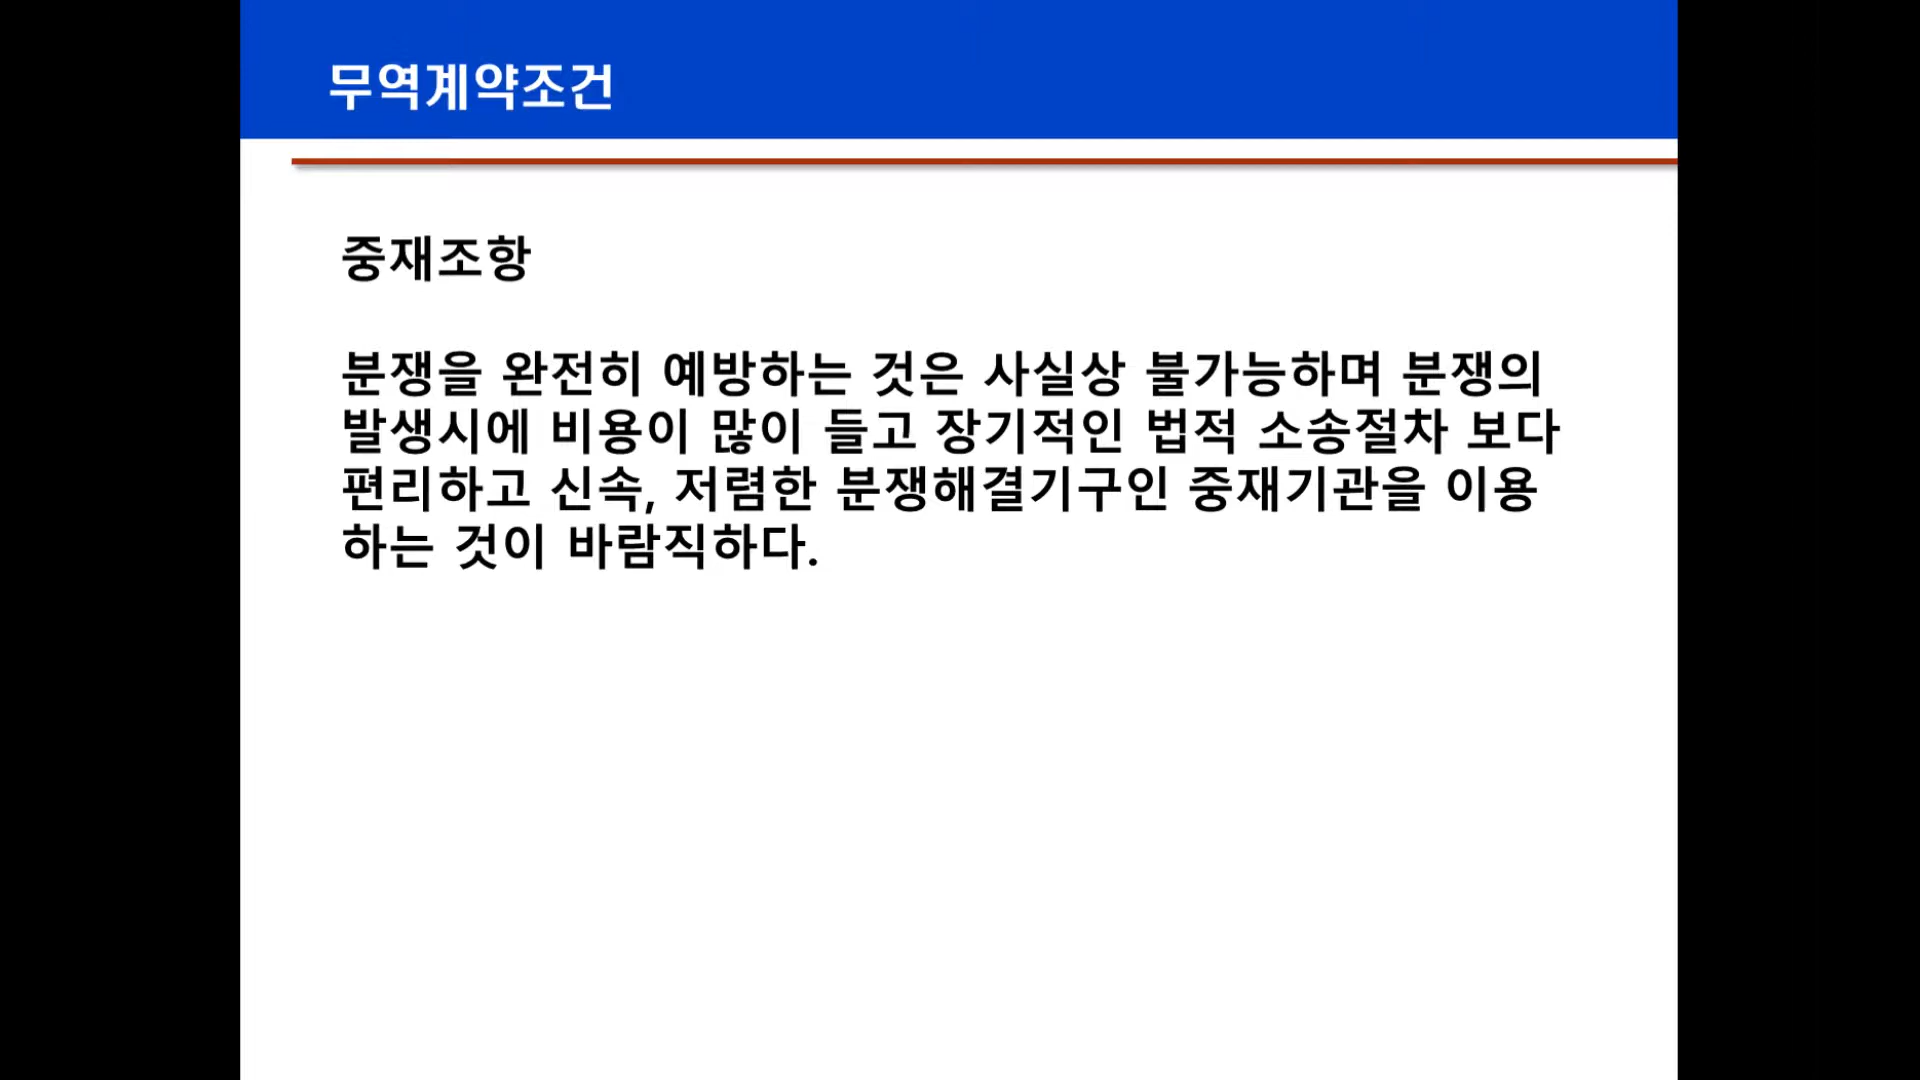 무역계약조건
중재조항
분쟁을 완전히 예방하는 것은 사실상 불가능하며 분쟁의
발생시에 비용이 많이 들고 장기적인 법적 소송절차 보다
편리하고 신속, 저렴한 분쟁해결기구인 중재기관을 이용
하는 것이 바람직하다.